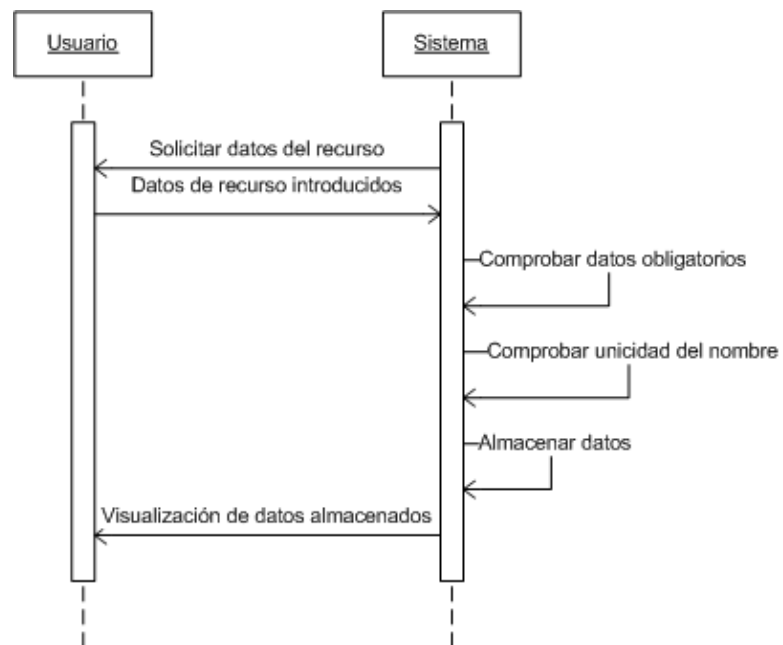 Usuario
Sistema
Solicitar datos del recurso
Datos de recurso introducidos
Comprobar datos obligatorios
Comprobar unicidad del nombre
Almacenar datos
Visualización de datos almacenados